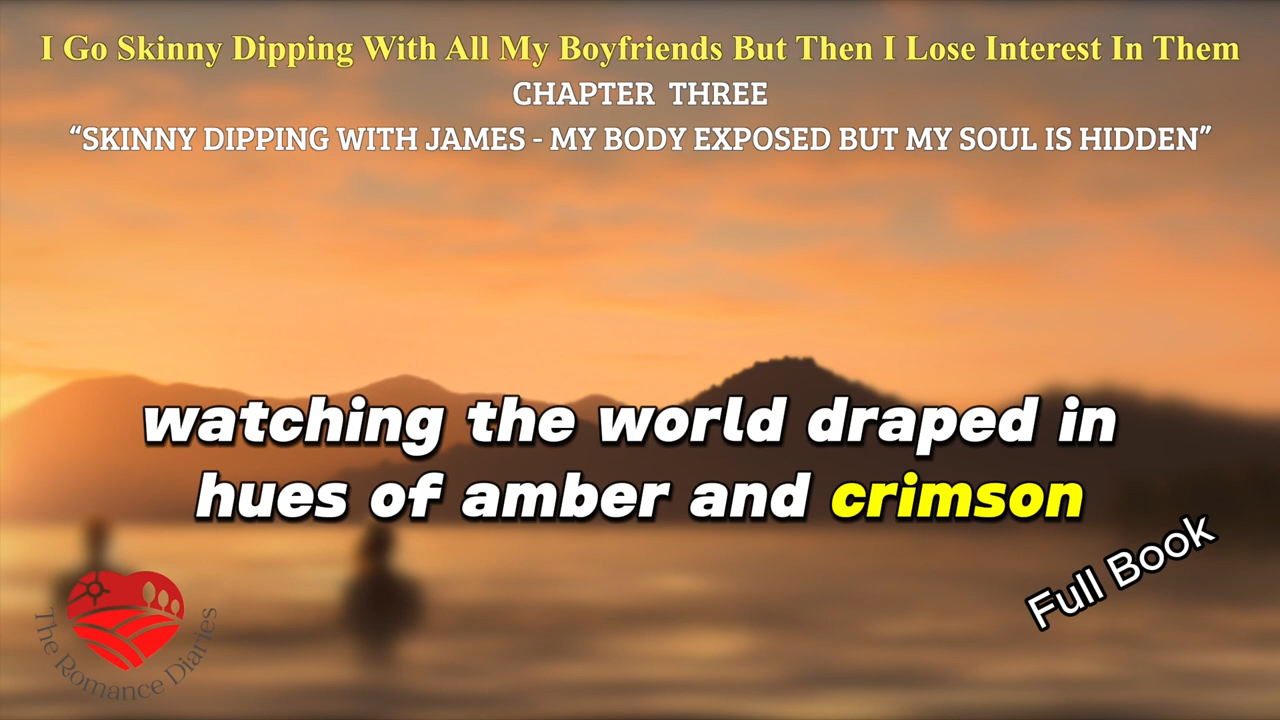 I Go Skinny Dipping With All My Boyfriends But Then I Lose Interest In Them
CHAPTER THREE
“SKINNY DIPPING WITH JAMES - MY BODY EXPOSED BUT MY SOUL IS HIDDEN”
watching the world draped in
hues of amber and crimson
Full Book
The Romance Diaries